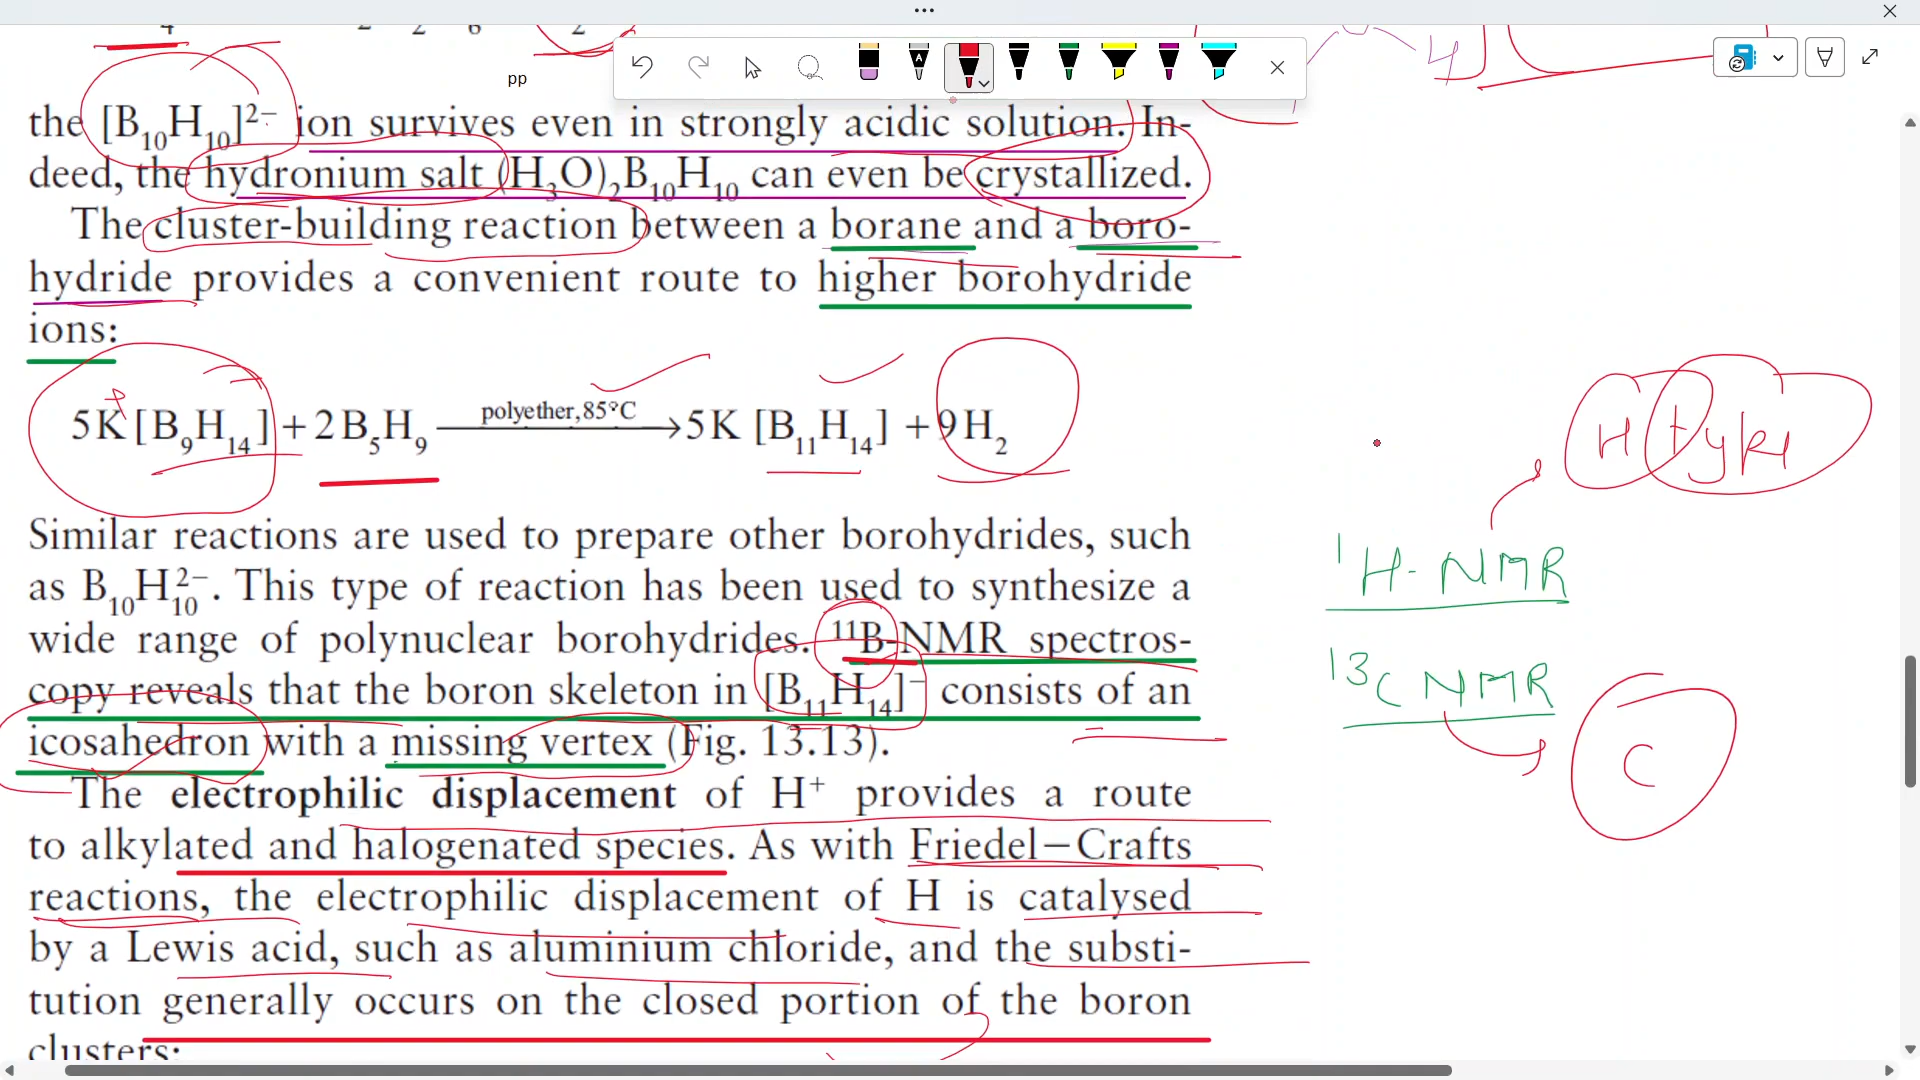 pp
the [B10H10]2− ion survives even in strongly acidic solution. In-
deed, the hydronium salt (H3O)2B10H10 can even be crystallized.
The cluster-building reaction between a borane and a boro-
hydride provides a convenient route to higher borohydride
ions:
5K[B9H14] + 2B5H9 polyether, 85°C → 5K [B11H14] + 9H2
Similar reactions are used to prepare other borohydrides, such
as B10H10 2−. This type of reaction has been used to synthesize a
wide range of polynuclear borohydrides. 11B-NMR spectros-
copy reveals that the boron skeleton in [B11H14]− consists of an
icosahedron with a missing vertex (Fig. 13.13).
The electrophilic displacement of H+ provides a route
to alkylated and halogenated species. As with Friedel−Crafts
reactions, the electrophilic displacement of H is catalysed
by a Lewis acid, such as aluminium chloride, and the substi-
tution generally occurs on the closed portion of the boron
clusters:
1H-NMR
13C NMR
C